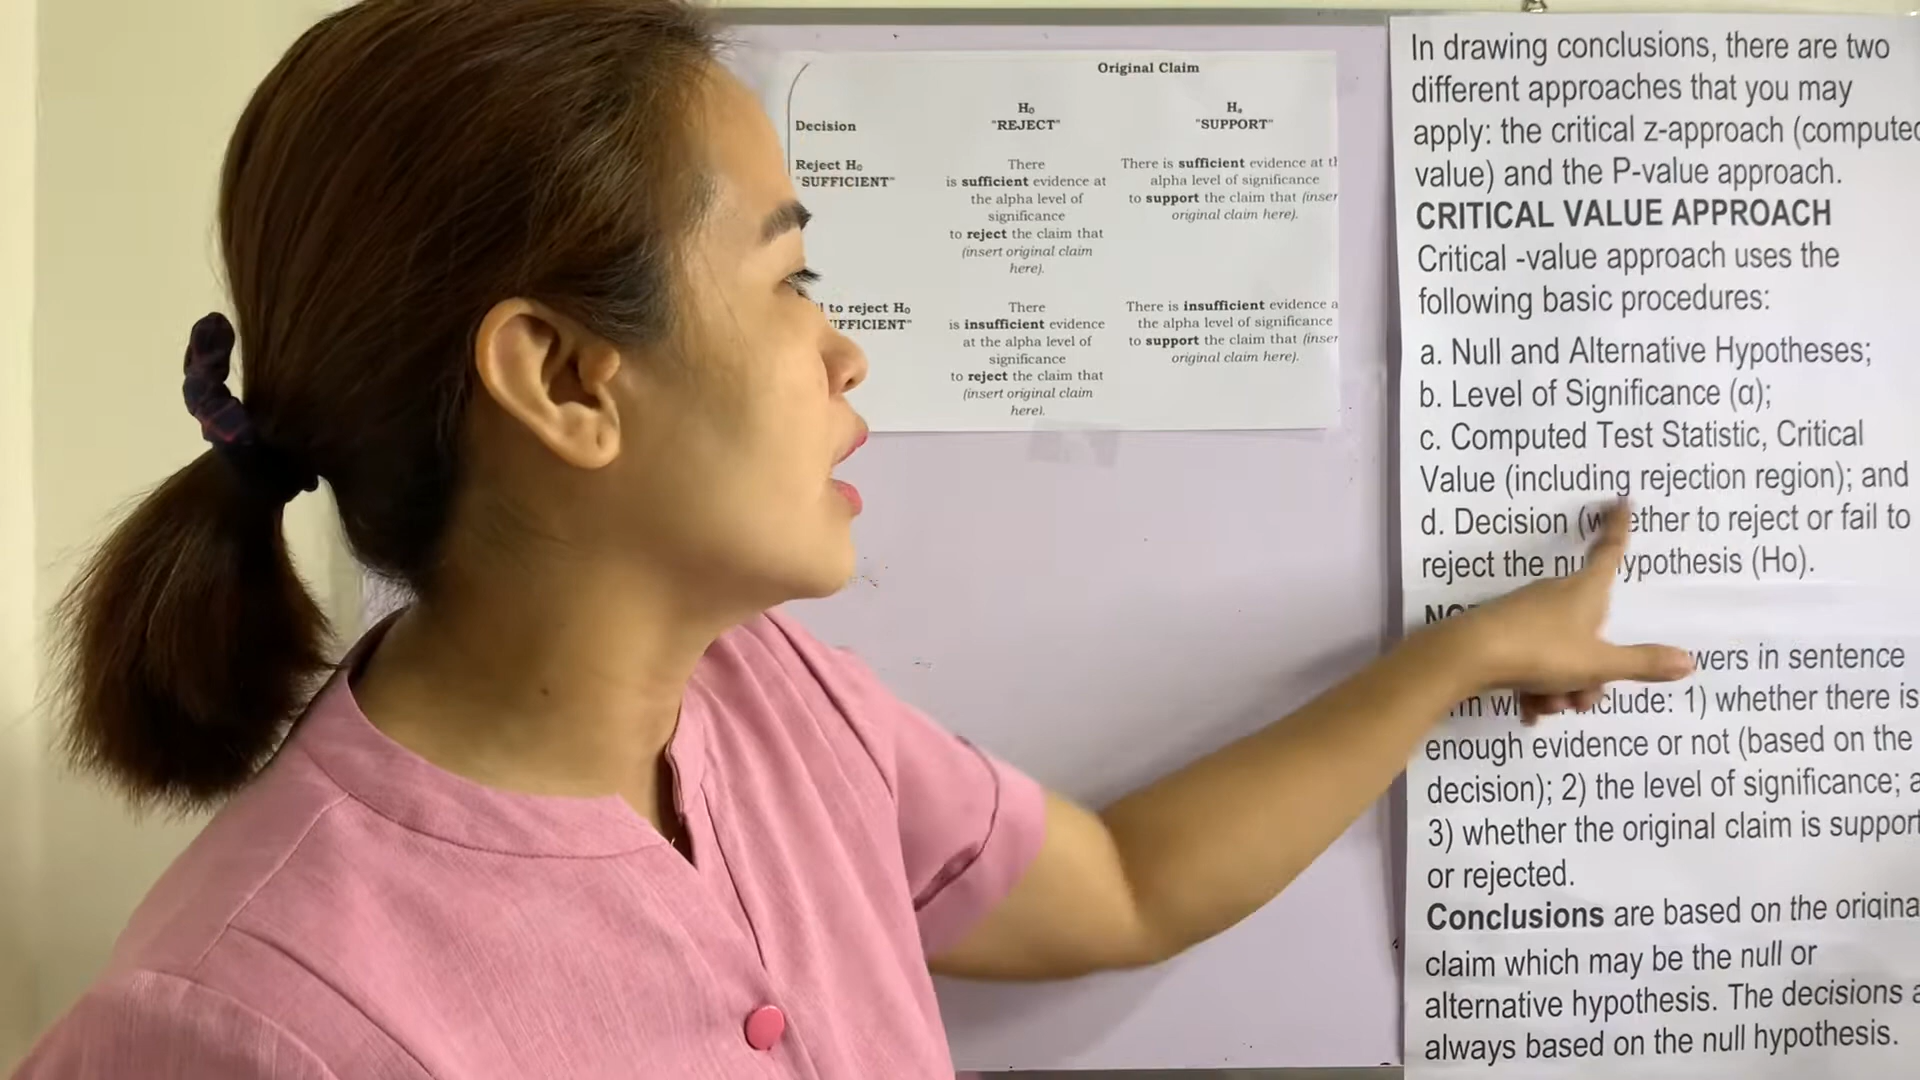 Original Claim
H₀
"REJECT"
Hₐ
"SUPPORT"
Decision
Reject H₀
"SUFFICIENT"
There
is sufficient evidence at
the alpha level of
significance
to reject the claim that
(insert original claim
here).
There is sufficient evidence at
alpha level of significance
to support the claim that
original claim here).
to reject H₀
There
is insufficient evidence
at the alpha level of
significance
to reject the claim that
(insert original claim
here).
There is insufficient evidence
the alpha level of significance
to support the claim that
original claim here).
In drawing conclusions, there are two
different approaches that you may
apply: the critical z-approach (computed
value) and the P-value approach.
CRITICAL VALUE APPROACH
Critical -value approach uses the
following basic procedures:
a. Null and Alternative Hypotheses;
b. Level of Significance (α);
c. Computed Test Statistic, Critical
Value (including rejection region); and
d. Decision (whether to reject or fail to
reject the hypothesis (Ho).
in sentence
1) whether there is
enough evidence or not (based on the
decision); 2) the level of significance;
3) whether the original claim is
or rejected.
Conclusions are based on the
claim which may be the null or
alternative hypothesis. The decisions
always based on the null hypothesis.